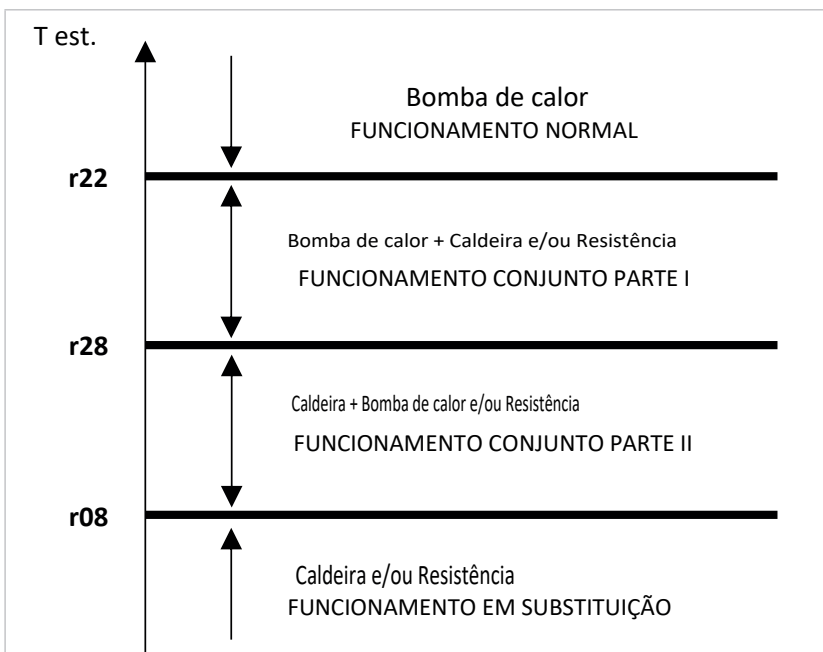 T est.
Bomba de calor
FUNCIONAMENTO NORMAL
r22
Bomba de calor + Caldeira e/ou Resistência
FUNCIONAMENTO CONJUNTO PARTE I
r28
Caldeira + Bomba de calor e/ou Resistência
FUNCIONAMENTO CONJUNTO PARTE II
r08
Caldeira e/ou Resistência
FUNCIONAMENTO EM SUBSTITUIÇÃO